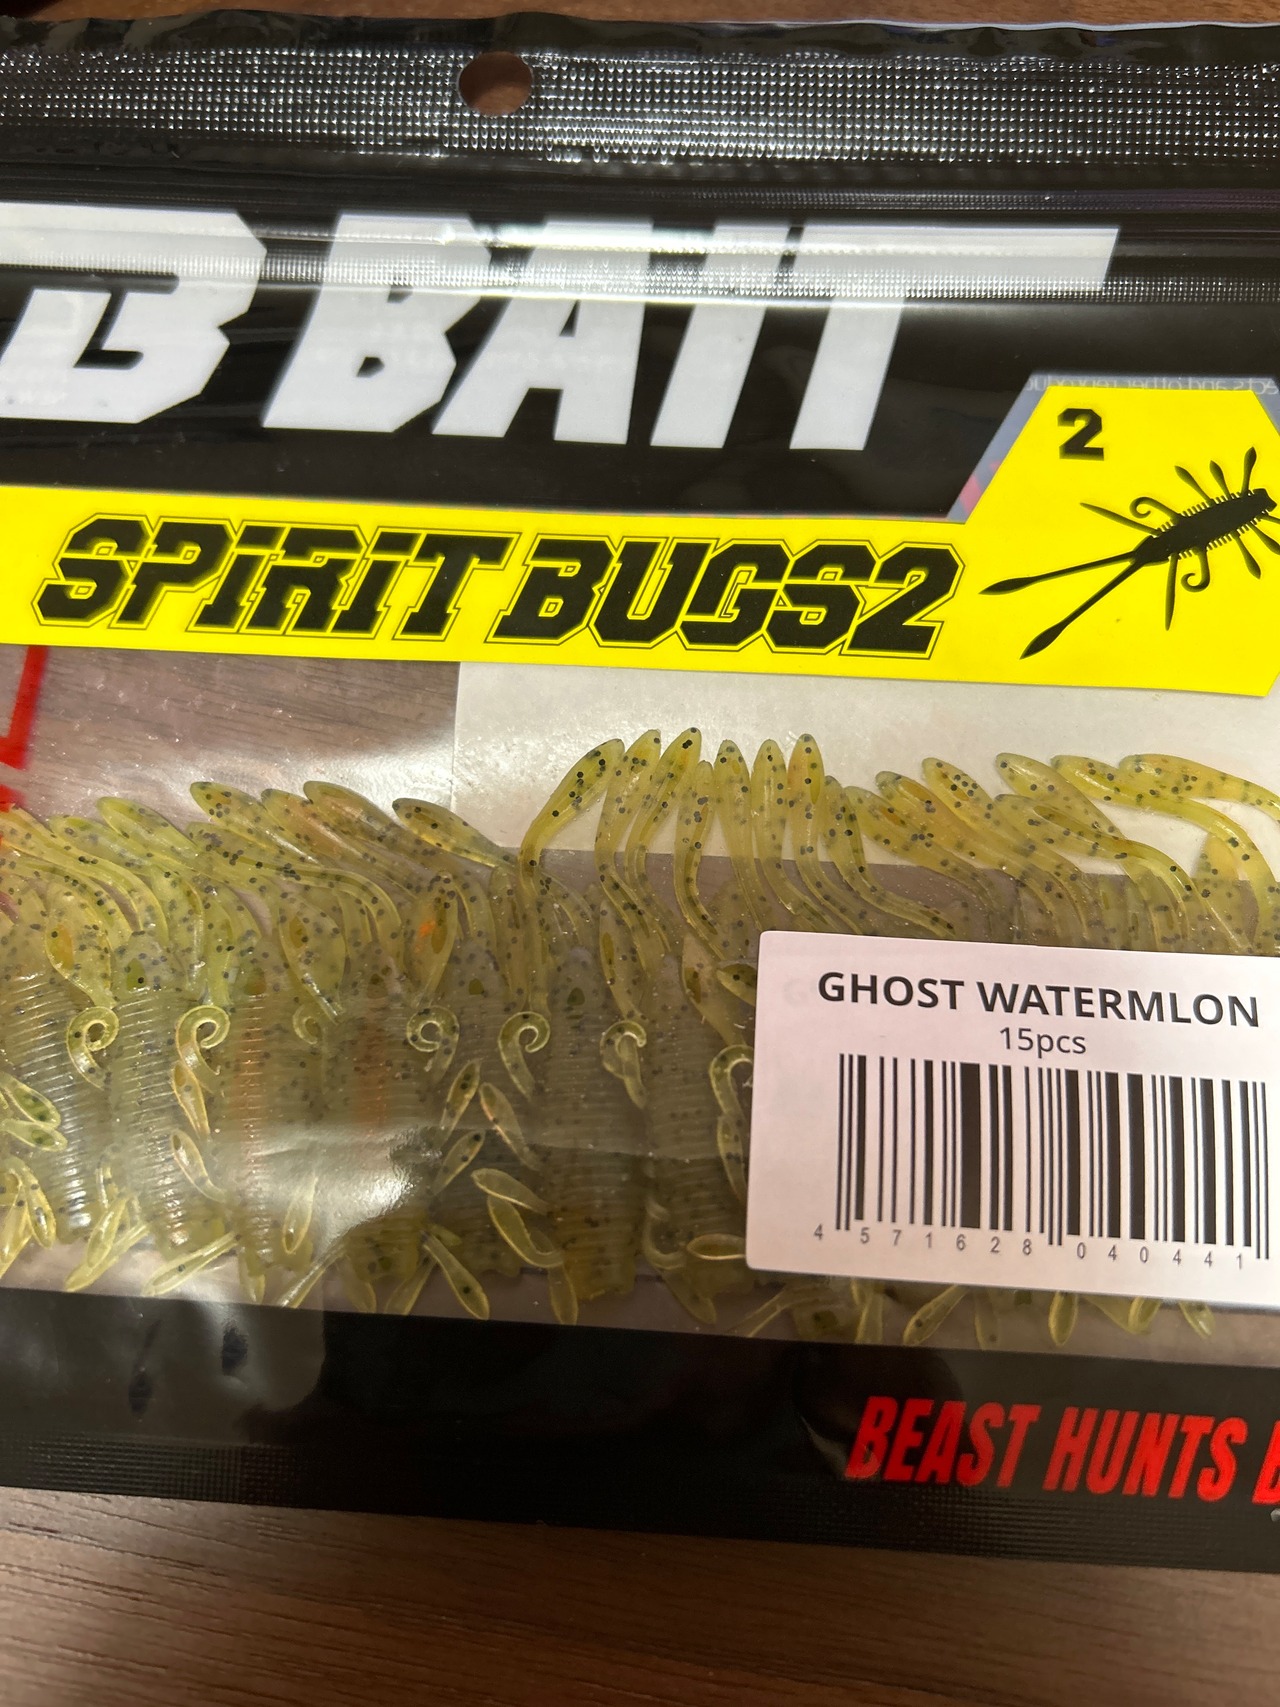 B BAIT
2
SPIRIT BUGS2
GHOST WATERMLON
15pcs
4 571628 040441
BEAST HUNTS